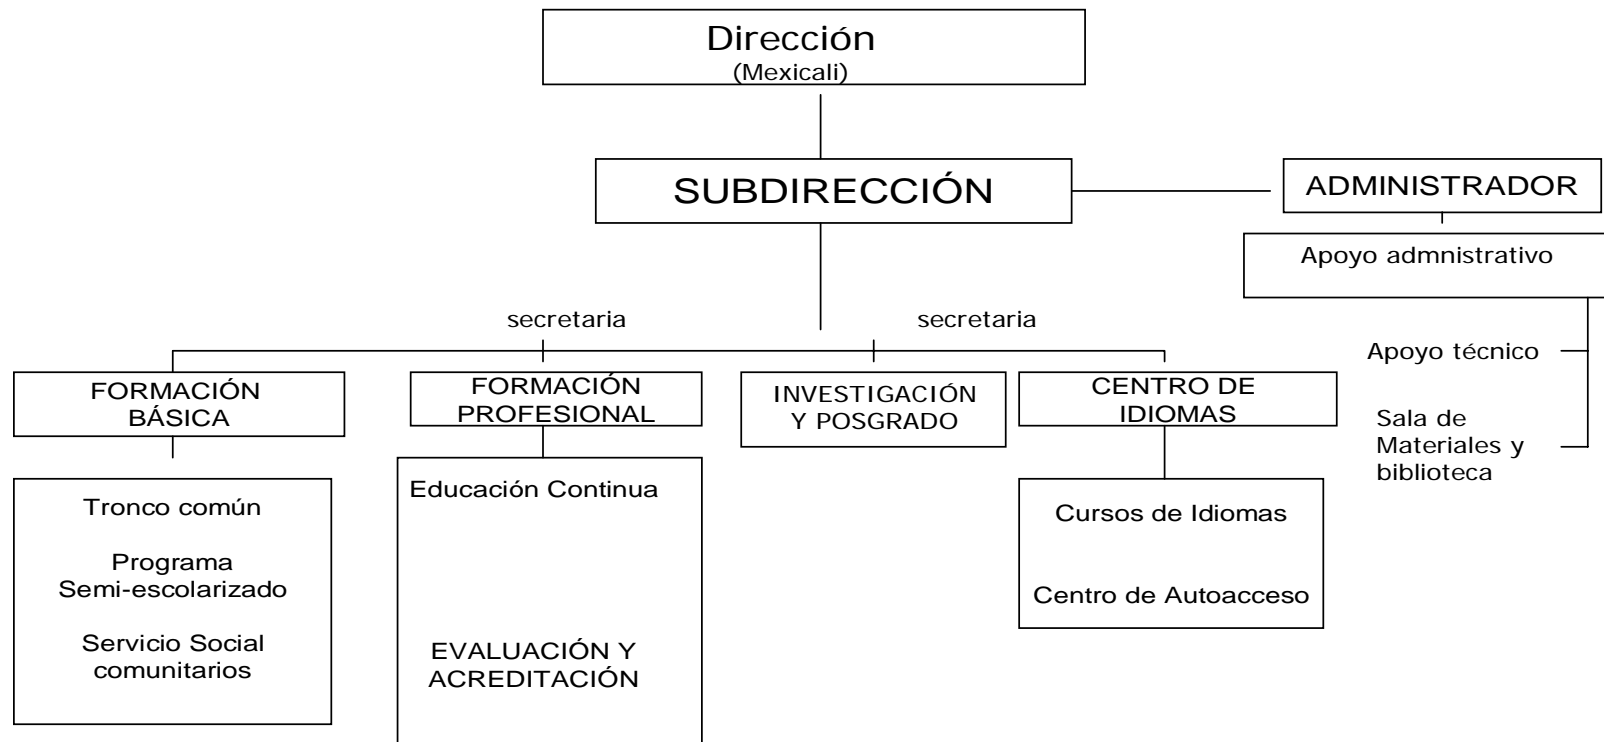 Dirección
(Mexicali)
SUBDIRECCIÓN
ADMINISTRADOR
Apoyo admnistrativo
secretaria
secretaria
Apoyo técnico
Sala de
Materiales y
biblioteca
FORMACIÓN
BÁSICA
FORMACIÓN
PROFESIONAL
INVESTIGACIÓN
Y POSGRADO
CENTRO DE
IDIOMAS
Tronco común
Programa
Semi-escolarizado
Servicio Social
comunitarios
Educación Continua
EVALUACIÓN Y
ACREDITACIÓN
Cursos de Idiomas
Centro de Autoacceso